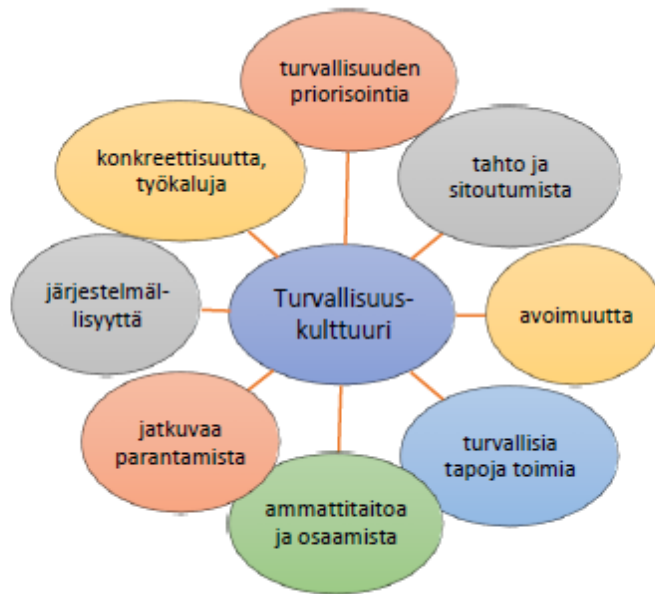 turvallisuuden
priorisointia
konkreettisuutta,
työkaluja
tahto ja
sitoutumista
järjestelmäl-
lisyyttä
Turvallisuus-
kulttuuri
avoimuutta
jatkuvaa
parantamista
turvallisia
tapoja toimia
ammattitaitoa
ja osaamista